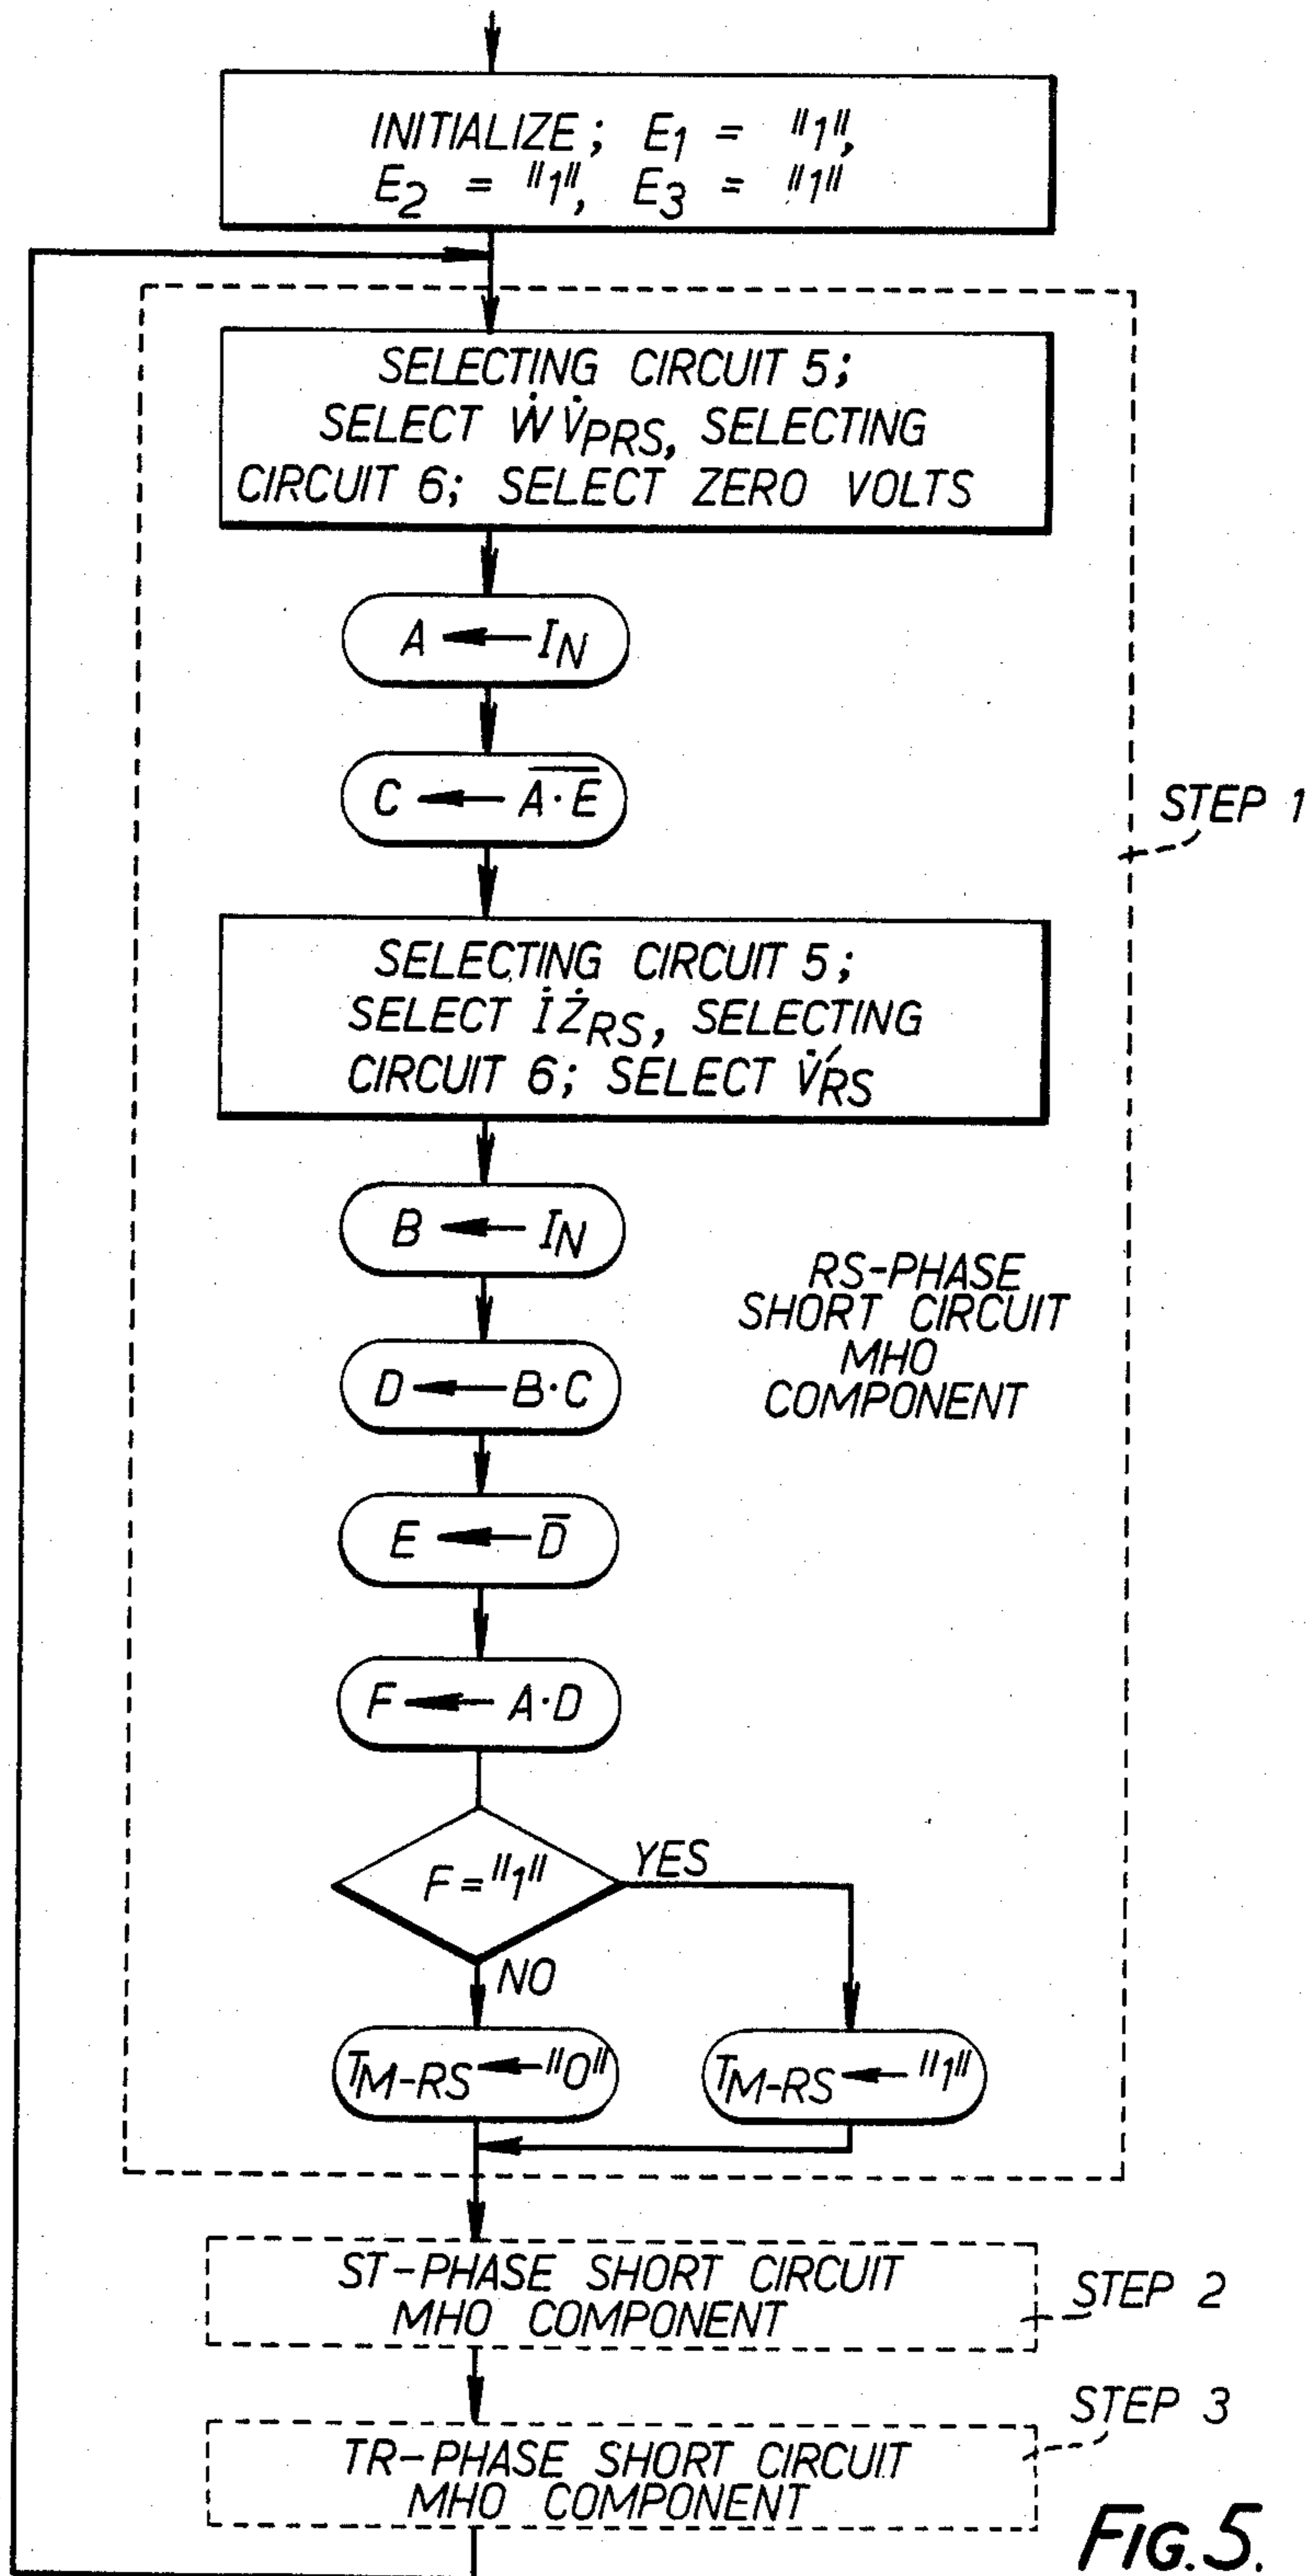 INITIALIZE; E1 = "1",
E2 = "1", E3 = "1"
SELECTING CIRCUIT 5;
SELECT ẆV̇PRS, SELECTING
CIRCUIT 6; SELECT ZERO VOLTS
A ← IN
C ← A̅·̅E̅
STEP 1
SELECTING CIRCUIT 5;
SELECT İŻRS, SELECTING
CIRCUIT 6; SELECT V̇′RS
B ← IN
RS-PHASE
SHORT CIRCUIT
MHO
COMPONENT
D ← B·C
E ← D̅
F ← A·D
F = "1"
YES
NO
TM-RS ← "0"
TM-RS ← "1"
ST-PHASE SHORT CIRCUIT
MHO COMPONENT
STEP 2
STEP 3
TR-PHASE SHORT CIRCUIT
MHO COMPONENT
FIG. 5.